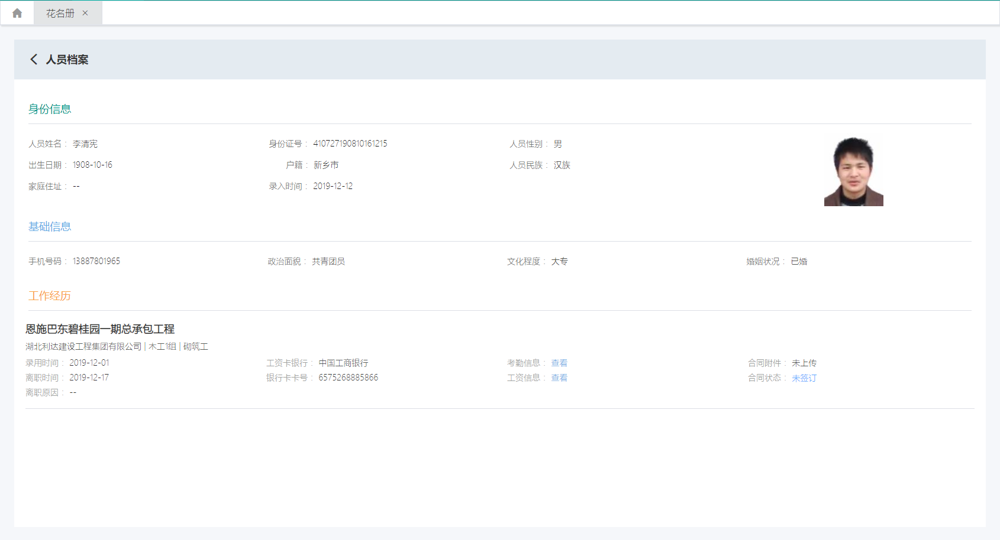 花名册 ×
人员档案
身份信息
人员姓名： 李清宪 身份证号： 410727190810161215 人员性别： 男
出生日期： 1908-10-16 户籍： 新乡市 人员民族： 汉族
家庭住址： -- 录入时间： 2019-12-12
基础信息
手机号码： 13887801965 政治面貌： 共青团员 文化程度： 大专 婚姻状况： 已婚
工作经历
恩施巴东碧桂园一期总承包工程
湖北利达建设工程集团有限公司 | 木工1组 | 砌筑工
录用时间： 2019-12-01 工资卡银行： 中国工商银行 考勤信息： 查看 合同附件： 未上传
离职时间： 2019-12-17 银行卡卡号： 6575268885866 工资信息： 查看 合同状态： 未签订
离职原因： --